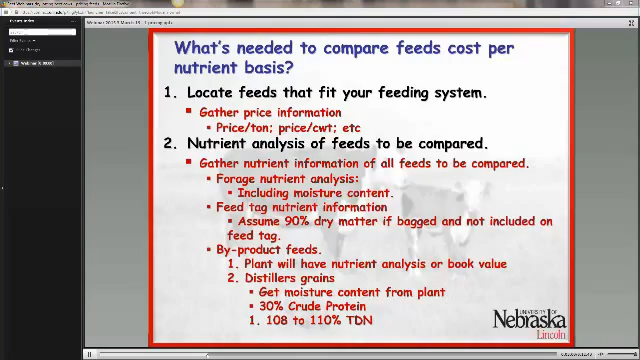 What's needed to compare feeds cost per
nutrient basis?
1. Locate feeds that fit your feeding system.
Gather price information
Price/ton; price/cwt; etc
2. Nutrient analysis of feeds to be compared.
Gather nutrient information of all feeds to be compared.
Forage nutrient analysis:
Including moisture content.
Feed tag nutrient information
Assume 90% dry matter if bagged and not included on
feed tag.
By-product feeds.
1. Plant will have nutrient analysis or book value
2. Distillers grains
Get moisture content from plant
30% Crude Protein
1. 108 to 110% TDN
UNIVERSITY OF
Nebraska
Lincoln